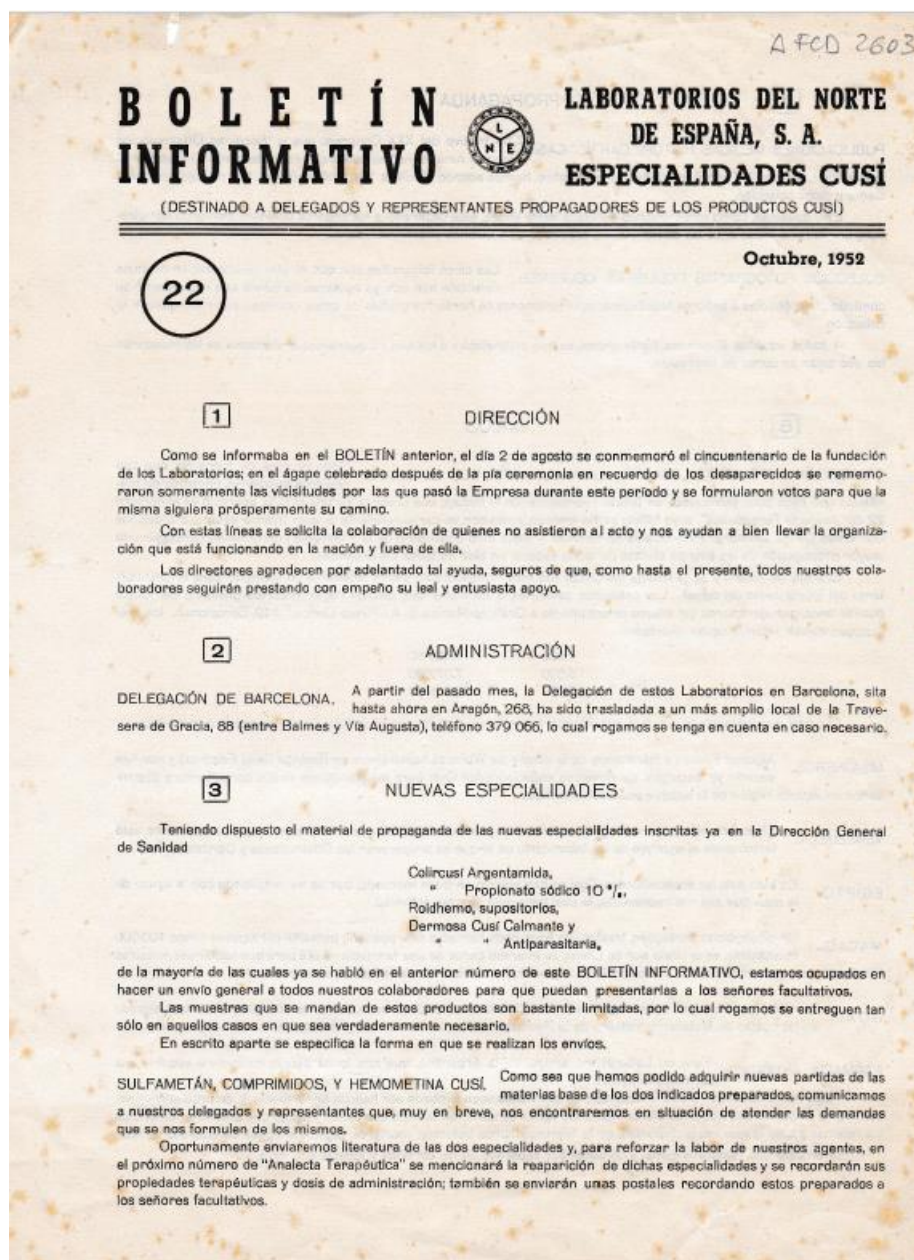 A FCD 2603
BOLETÍN
INFORMATIVO
L
N E
LABORATORIOS DEL NORTE
DE ESPAÑA, S. A.
ESPECIALIDADES CUSÍ
(DESTINADO A DELEGADOS Y REPRESENTANTES PROPAGADORES DE LOS PRODUCTOS CUSÍ)
22
Octubre, 1952
1 DIRECCIÓN
Como se informaba en el BOLETÍN anterior, el día 2 de agosto se conmemoró el cincuentenario de la fundación
de los Laboratorios; en el ágape celebrado después de la pía ceremonia en recuerdo de los desaparecidos se rememo-
rarun someramente las vicisitudes por las que pasó la Empresa durante este período y se formularon votos para que la
misma siguiera prósperamente su camino.
Con estas líneas se solicita la colaboración de quienes no asistieron al acto y nos ayudan a bien llevar la organiza-
ción que está funcionando en la nación y fuera de ella.
Los directores agradecen por adelantado tal ayuda, seguros de que, como hasta el presente, todos nuestros cola-
boradores seguirán prestando con empeño su leal y entusiasta apoyo.
2 ADMINISTRACIÓN
DELEGACIÓN DE BARCELONA. A partir del pasado mes, la Delegación de estos Laboratorios en Barcelona, sita
hasta ahora en Aragón, 268, ha sido trasladada a un más amplio local de la Trave-
sera de Gracia, 88 (entre Balmes y Vía Augusta), teléfono 379 066, lo cual rogamos se tenga en cuenta en caso necesario.
3 NUEVAS ESPECIALIDADES
Teniendo dispuesto el material de propaganda de las nuevas especialidades inscritas ya en la Dirección General
de Sanidad
Colircusí Argentamida,
" Propionato sódico 10 °/.,
Roidhemo, supositorios,
Dermosa Cusí Calmante y
" " Antiparasitaria,
de la mayoría de las cuales ya se habló en el anterior número de este BOLETÍN INFORMATIVO, estamos ocupados en
hacer un envío general a todos nuestros colaboradores para que puedan presentarlas a los señores facultativos.
Las muestras que se mandan de estos productos son bastante limitadas, por lo cual rogamos se entreguen tan
sólo en aquellos casos en que sea verdaderamente necesario.
En escrito aparte se especifica la forma en que se realizan los envíos.
SULFAMETÁN, COMPRIMIDOS, Y HEMOMETINA CUSÍ. Como sea que hemos podido adquirir nuevas partidas de las
materias base de los dos indicados preparados, comunicamos
a nuestros delegados y representantes que, muy en breve, nos encontraremos en situación de atender las demandas
que se nos formulen de los mismos.
Oportunamente enviaremos literatura de las dos especialidades y, para reforzar la labor de nuestros agentes, en
el próximo número de "Analecta Terapéutica" se mencionará la reaparición de dichas especialidades y se recordarán sus
propiedades terapéuticas y dosis de administración; también se enviarán unas postales recordando estos preparados a
los señores facultativos.